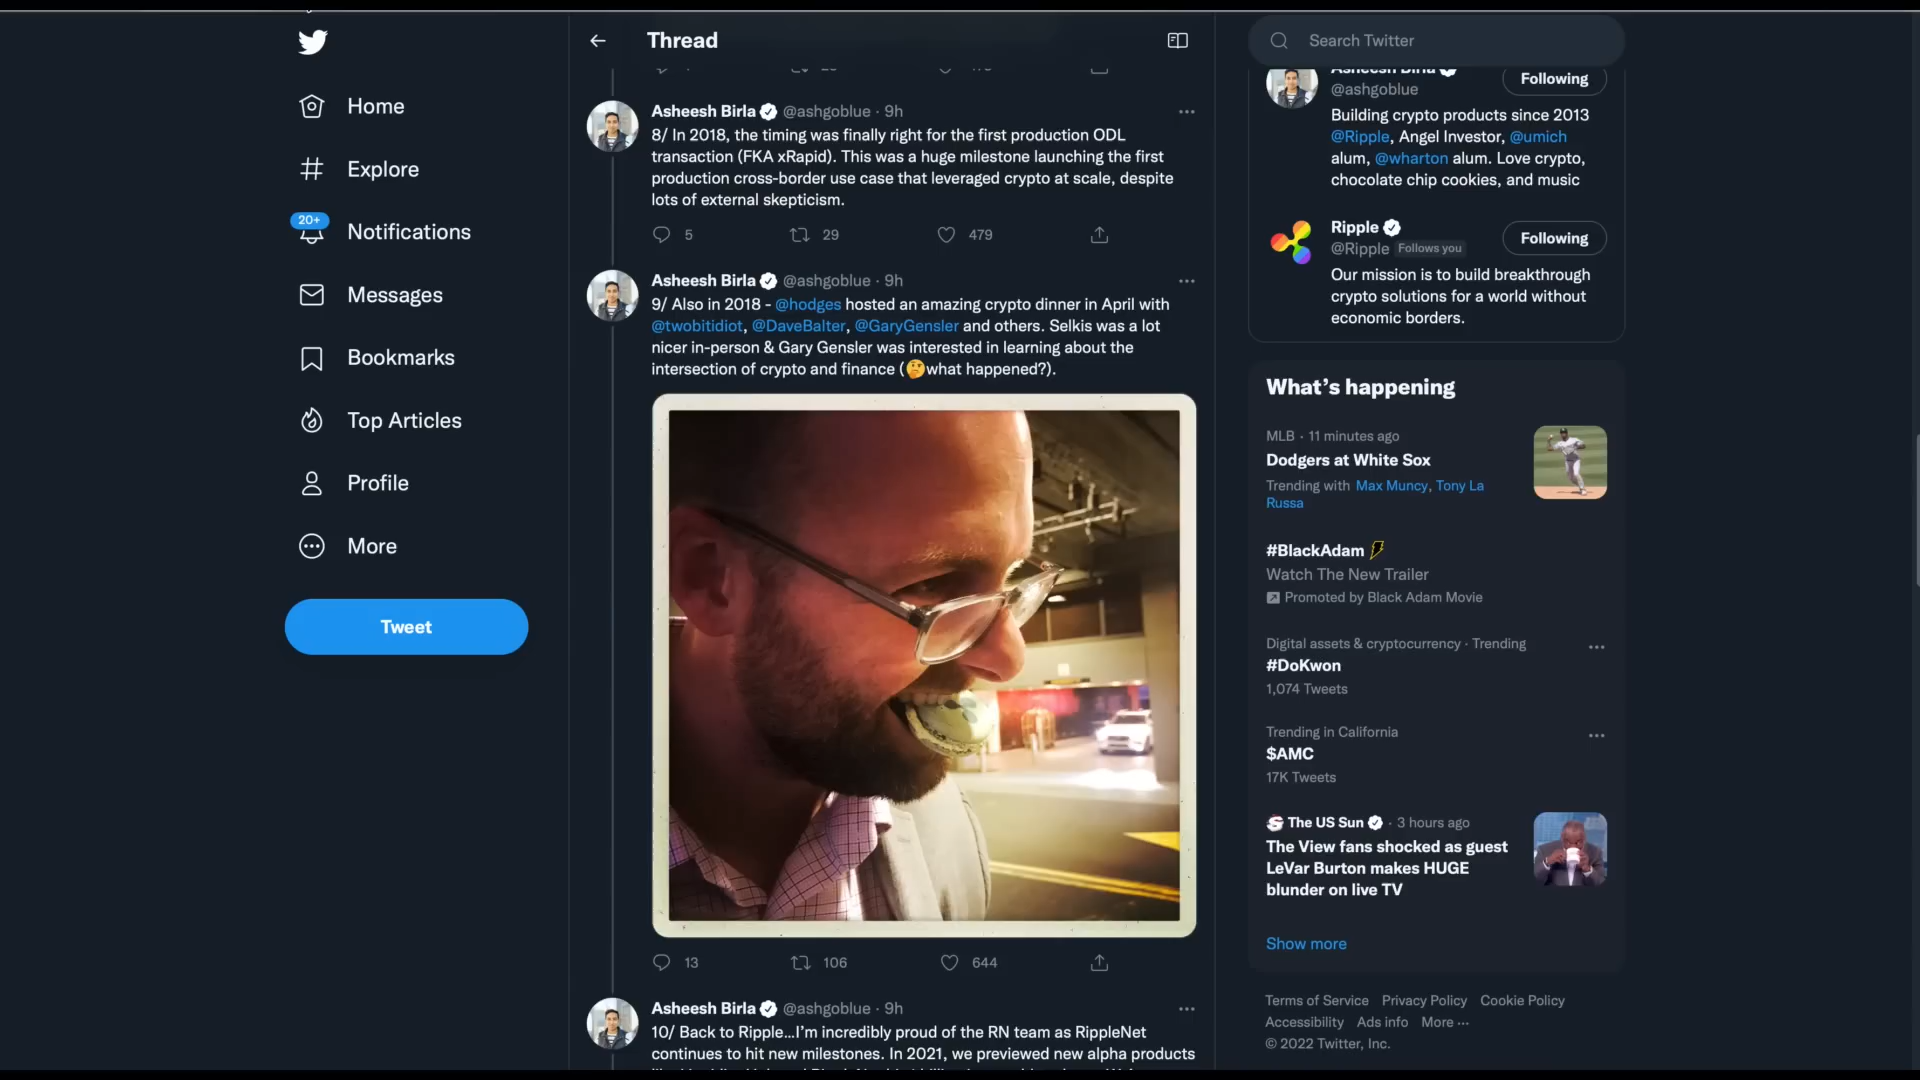 Home
Explore
20+
Notifications
Messages
Bookmarks
Top Articles
Profile
More
Tweet
Thread
Asheesh Birla @ashgoblue · 9h
8/ In 2018, the timing was finally right for the first production ODL
transaction (FKA xRapid). This was a huge milestone launching the first
production cross-border use case that leveraged crypto at scale, despite
lots of external skepticism.
5 29 479
Asheesh Birla @ashgoblue · 9h
9/ Also in 2018 - @hodges hosted an amazing crypto dinner in April with
@twobitidiot, @DaveBalter, @GaryGensler and others. Selkis was a lot
nicer in-person & Gary Gensler was interested in learning about the
intersection of crypto and finance (🤔what happened?).
13 106 644
Asheesh Birla @ashgoblue · 9h
10/ Back to Ripple...I'm incredibly proud of the RN team as RippleNet
continues to hit new milestones. In 2021, we previewed new alpha products
Search Twitter
Asheesh Birla
Following
@ashgoblue
Building crypto products since 2013
@Ripple, Angel Investor, @umich
alum, @wharton alum. Love crypto,
chocolate chip cookies, and music
Ripple
Following
@Ripple Follows you
Our mission is to build breakthrough
crypto solutions for a world without
economic borders.
What's happening
MLB · 11 minutes ago
Dodgers at White Sox
Trending with Max Muncy, Tony La
Russa
#BlackAdam
Watch The New Trailer
Promoted by Black Adam Movie
Digital assets & cryptocurrency · Trending
#DoKwon
1,074 Tweets
Trending in California
$AMC
17K Tweets
The US Sun · 3 hours ago
The View fans shocked as guest
LeVar Burton makes HUGE
blunder on live TV
Show more
Terms of Service Privacy Policy Cookie Policy
Accessibility Ads info More ···
© 2022 Twitter, Inc.